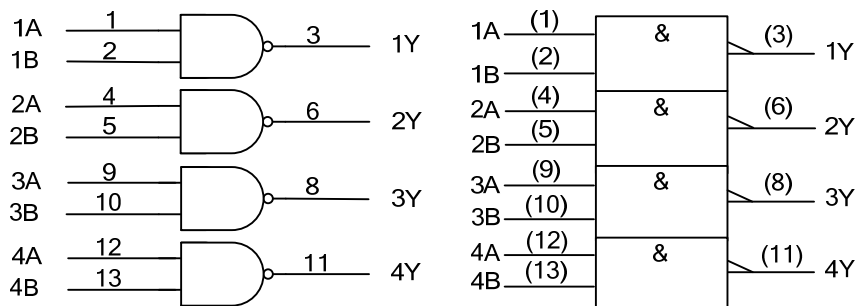 1A 1 3 1Y
1B 2
2A 4 6 2Y
2B 5
3A 9 8 3Y
3B 10
4A 12 11 4Y
4B 13
1A (1) & (3) 1Y
1B (2)
2A (4) & (6) 2Y
2B (5)
3A (9) & (8) 3Y
3B (10)
4A (12) & (11) 4Y
4B (13)